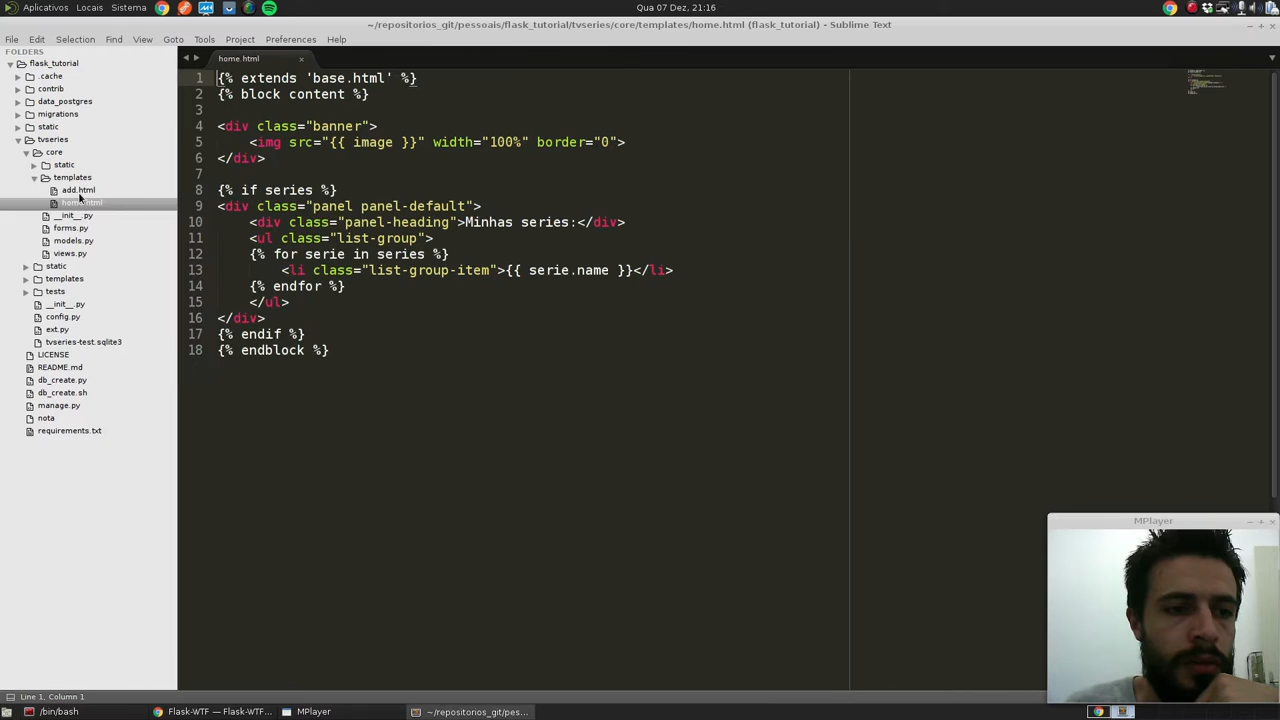 Aplicativos Locais Sistema Qua 07 Dez, 21:16
~/repositorios_git/pessoais/flask_tutorial/tvseries/core/templates/home.html (flask_tutorial) - Sublime Text
File Edit Selection Find View Goto Tools Project Preferences Help
FOLDERS
flask_tutorial
.cache
contrib
data_postgres
migrations
static
tvseries
core
static
templates
add.html
home.html
__init__.py
forms.py
models.py
views.py
static
templates
tests
__init__.py
config.py
ext.py
tvseries-test.sqlite3
LICENSE
README.md
db_create.py
db_create.sh
manage.py
nota
requirements.txt
home.html
1 {% extends 'base.html' %}
2 {% block content %}
3
4 <div class="banner">
5 <img src="{{ image }}" width="100%" border="0">
6 </div>
7
8 {% if series %}
9 <div class="panel panel-default">
10 <div class="panel-heading">Minhas series:</div>
11 <ul class="list-group">
12 {% for serie in series %}
13 <li class="list-group-item">{{ serie.name }}</li>
14 {% endfor %}
15 </ul>
16 </div>
17 {% endif %}
18 {% endblock %}
MPlayer
Line 1, Column 1
/bin/bash Flask-WTF — Flask-WTF... MPlayer ~/repositorios_git/pes...